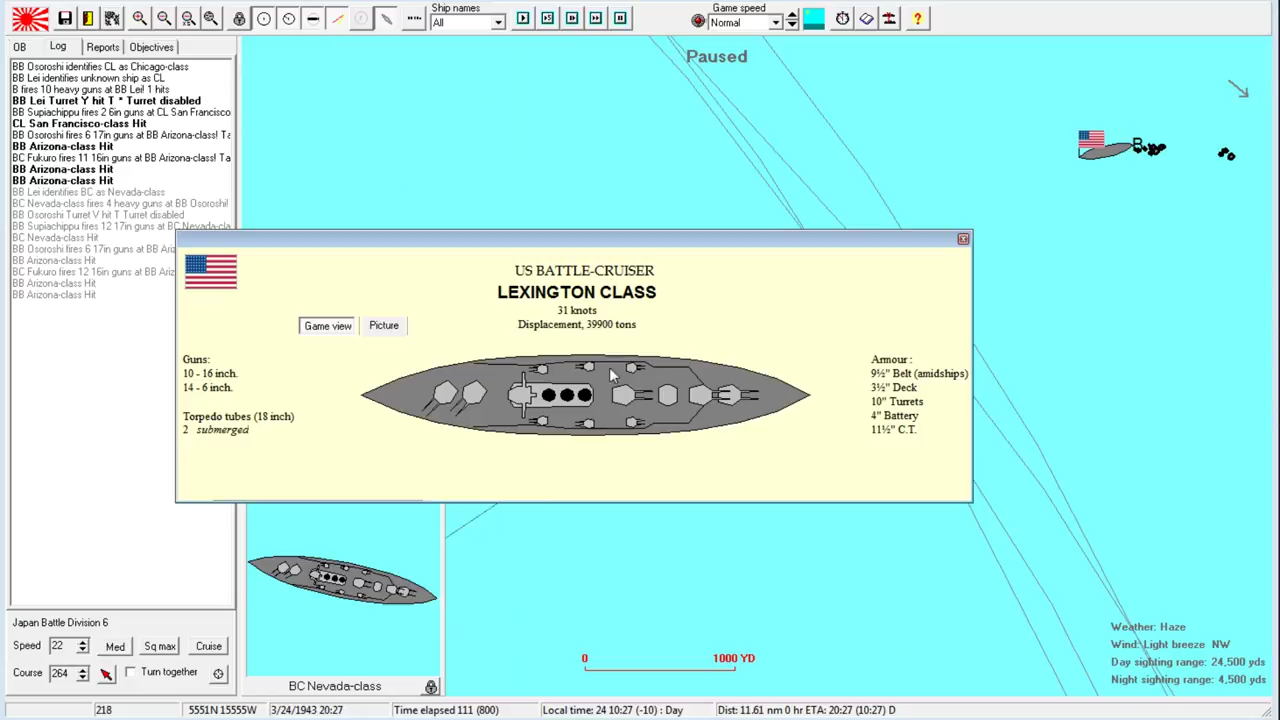 Ship names
All
Game speed
Normal
OB Log Reports Objectives
BB Osoroshi identifies CL as Chicago-class
BB Lei identifies unknown ship as CL
B fires 10 heavy guns at BB Lei! 1 hits
BB Lei Turret Y hit T * Turret disabled
BB Supiachippu fires 2 6in guns at CL San Francisco
CL San Francisco-class Hit
BB Osoroshi fires 6 17in guns at BB Arizona-class! Ta
BB Arizona-class Hit
BC Fukuro fires 11 16in guns at BB Arizona-class! Ta
BB Arizona-class Hit
BB Arizona-class Hit
BB Lei identifies BC as Nevada-class
BC Nevada-class fires 4 heavy guns at BB Osoroshi!
BB Osoroshi Turret V hit T Turret disabled
BB Supiachippu fires 12 17in guns at BC Nevada-cla
BC Nevada-class Hit
BB Osoroshi fires 6 17in guns at BB Ariz
BB Arizona-class Hit
BC Fukuro fires 12 16in guns at BB Ariz
BB Arizona-class Hit
BB Arizona-class Hit
Paused
B
US BATTLE-CRUISER
LEXINGTON CLASS
31 knots
Displacement, 39900 tons
Game view Picture
Guns:
10 - 16 inch.
14 - 6 inch.
Torpedo tubes (18 inch)
2 submerged
Armour :
9½" Belt (amidships)
3½" Deck
10" Turrets
4" Battery
11½" C.T.
Japan Battle Division 6
Speed 22 Med Sq max Cruise
Course 264 Turn together
BC Nevada-class
0 1000 YD
Weather: Haze
Wind: Light breeze NW
Day sighting range: 24,500 yds
Night sighting range: 4,500 yds
218 5551N 15555W 3/24/1943 20:27 Time elapsed 111 (800) Local time: 24 10:27 (-10) : Day Dist: 11.61 nm 0 hr ETA: 20:27 (10:27) D